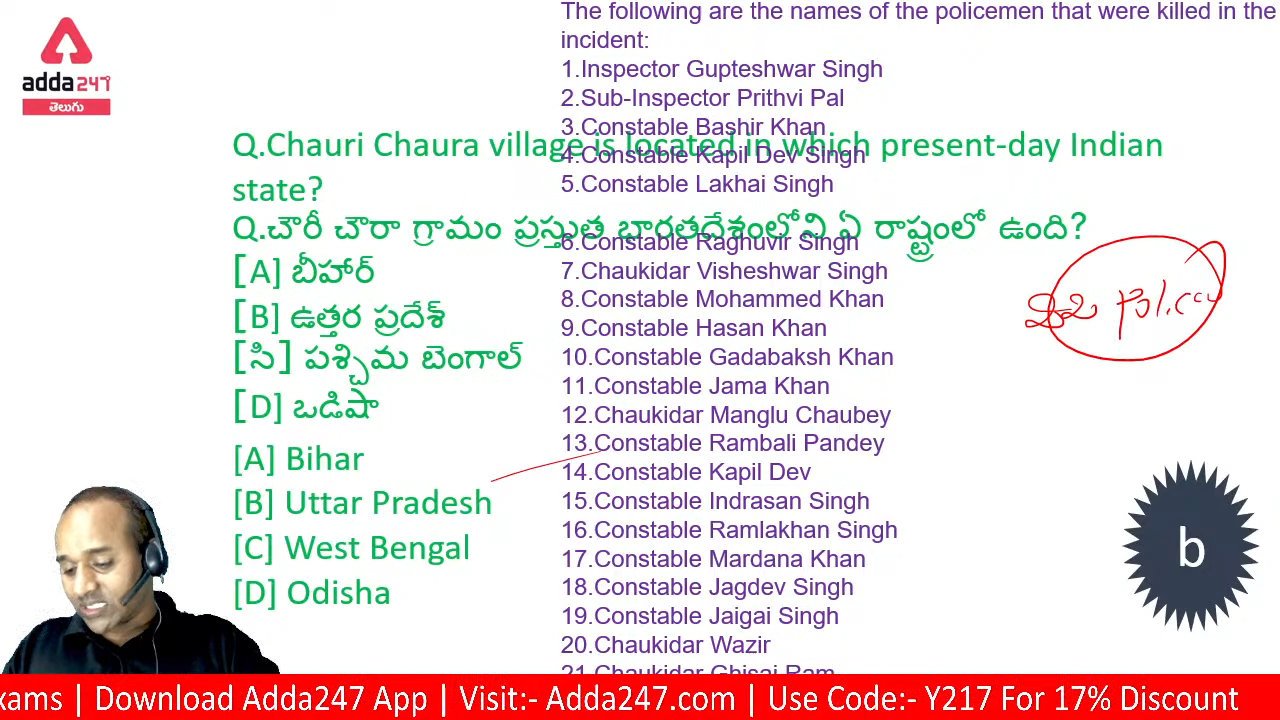 The following are the names of the policemen that were killed in the
incident:
1.Inspector Gupteshwar Singh
2.Sub-Inspector Prithvi Pal
3.Constable Bashir Khan
4.Constable Kapil Dev Singh
5.Constable Lakhai Singh
6.Constable Raghuvir Singh
7.Chaukidar Visheshwar Singh
8.Constable Mohammed Khan
9.Constable Hasan Khan
10.Constable Gadabaksh Khan
11.Constable Jama Khan
12.Chaukidar Manglu Chaubey
13.Constable Rambali Pandey
14.Constable Kapil Dev
15.Constable Indrasan Singh
16.Constable Ramlakhan Singh
17.Constable Mardana Khan
18.Constable Jagdev Singh
19.Constable Jaigai Singh
20.Chaukidar Wazir
21.Chaukidar Ghisai Ram
adda247
తెలుగు
Q.Chauri Chaura village is located in which present-day Indian
state?
Q.చౌరీ చౌరా గ్రామం ప్రస్తుత భారతదేశంలోని ఏ రాష్ట్రంలో ఉంది?
[A] బీహార్
[B] ఉత్తర ప్రదేశ్
[సి] పశ్చిమ బెంగాల్
[D] ఒడిషా
[A] Bihar
[B] Uttar Pradesh
[C] West Bengal
[D] Odisha
b
xams | Download Adda247 App | Visit:- Adda247.com | Use Code:- Y217 For 17% Discount